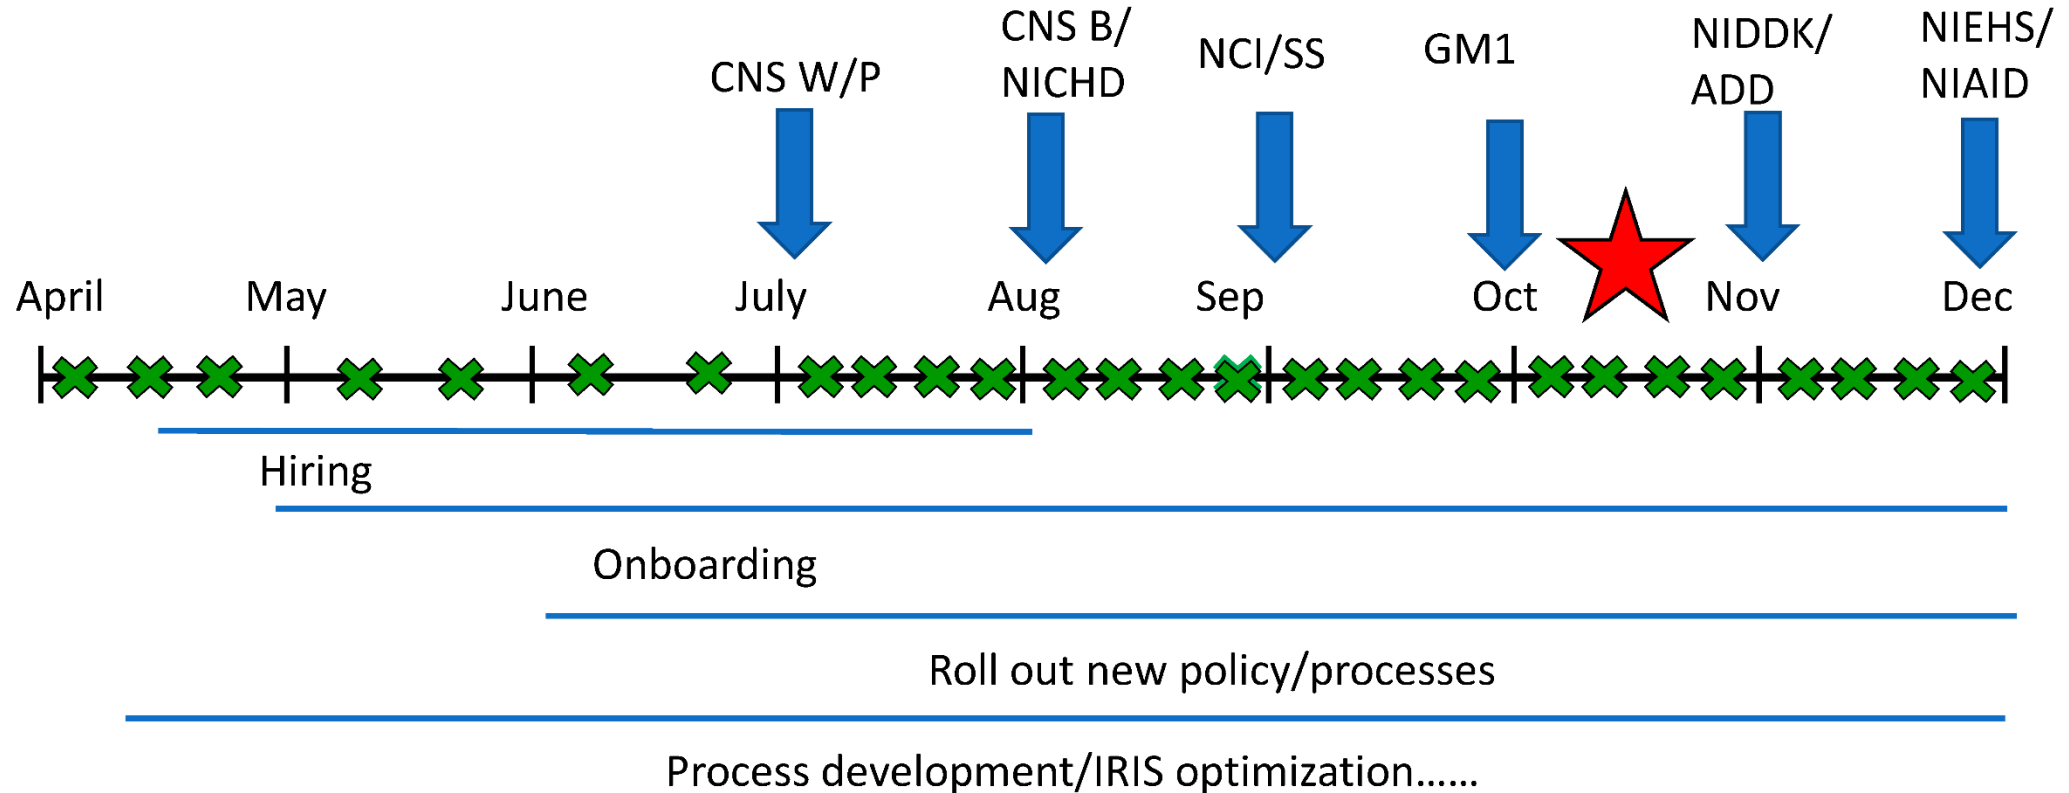 CNS W/P
CNS B/
NICHD
NCI/SS
GM1
NIDDK/
ADD
NIEHS/
NIAID
April
May
June
July
Aug
Sep
Oct
Nov
Dec
Hiring
Onboarding
Roll out new policy/processes
Process development/IRIS optimization......